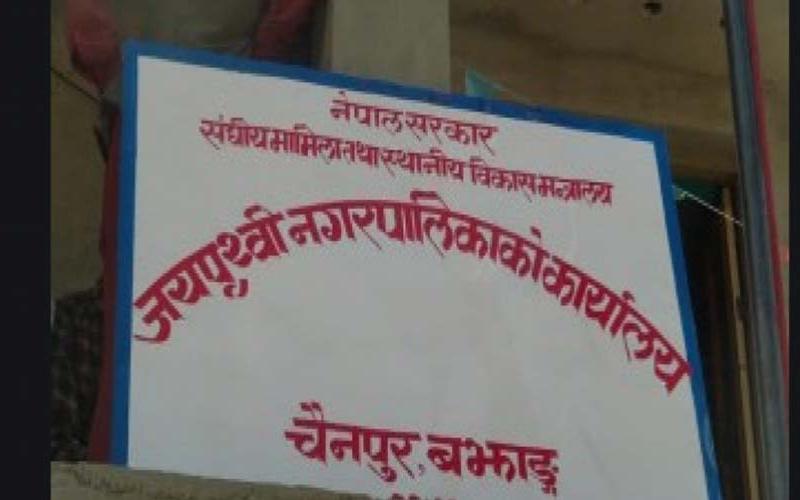 नेपाल सरकार
संघीय मामिला तथा स्थानीय विकास मन्त्रालय
जयपृथ्वी नगरपालिकाको कार्यालय
चैनपुर, बझाङ्ग